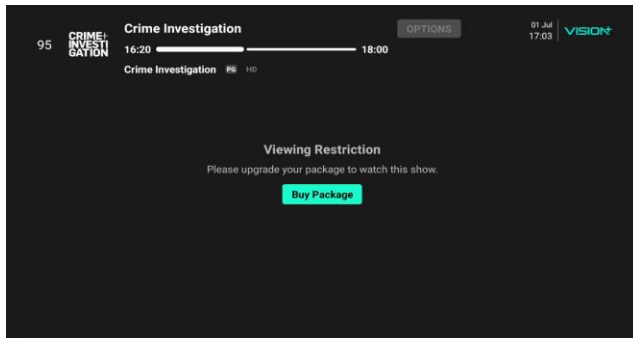 95
CRIME+
INVESTI
GATION
Crime Investigation
16:20
18:00
Crime Investigation PG HD
OPTIONS
01 Jul
17:03
VISION+
Viewing Restriction
Please upgrade your package to watch this show.
Buy Package